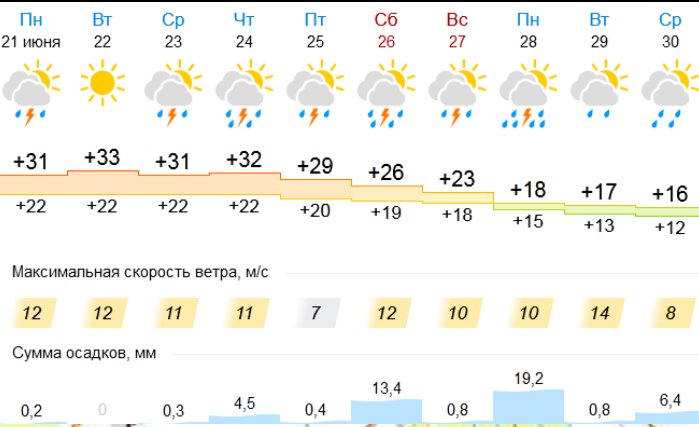 Пн Вт Ср Чт Пт Сб Вс Пн Вт Ср
21 июня 22 23 24 25 26 27 28 29 30
+31 +33 +31 +32 +29 +26 +23 +18 +17 +16
+22 +22 +22 +22 +20 +19 +18 +15 +13 +12
Максимальная скорость ветра, м/с
12 12 11 11 7 12 10 10 14 8
Сумма осадков, мм
0,2 0 0,3 4,5 0,4 13,4 0,8 19,2 0,8 6,4